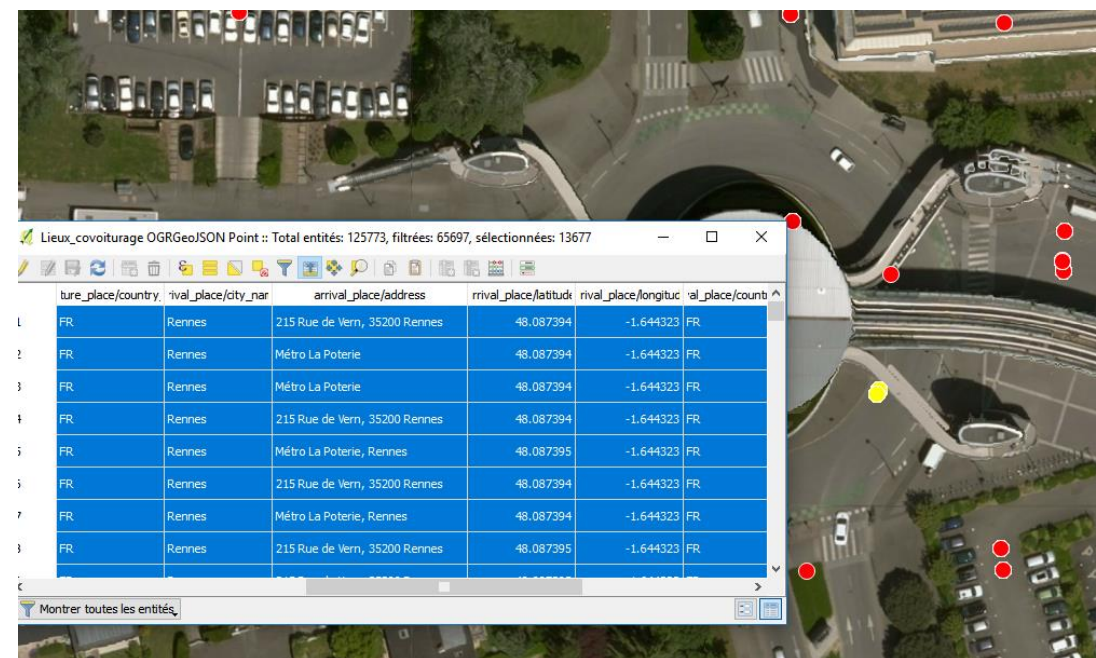 Lieux_covoiturage OGRGeoJSON Point :: Total entités: 125773, filtrées: 65697, sélectionnées: 13677
ture_place/country, ival_place/city_nar arrival_place/address rrival_place/latitude rival_place/longituc al_place/counti
FR Rennes 215 Rue de Vern, 35200 Rennes 48.087394 -1.644323 FR
FR Rennes Métro La Poterie 48.087394 -1.644323 FR
FR Rennes Métro La Poterie 48.087394 -1.644323 FR
FR Rennes 215 Rue de Vern, 35200 Rennes 48.087394 -1.644323 FR
FR Rennes Métro La Poterie, Rennes 48.087394 -1.644323 FR
FR Rennes 215 Rue de Vern, 35200 Rennes 48.087394 -1.644323 FR
FR Rennes Métro La Poterie, Rennes 48.087394 -1.644323 FR
FR Rennes 215 Rue de Vern, 35200 Rennes 48.087395 -1.644323 FR
Montrer toutes les entités